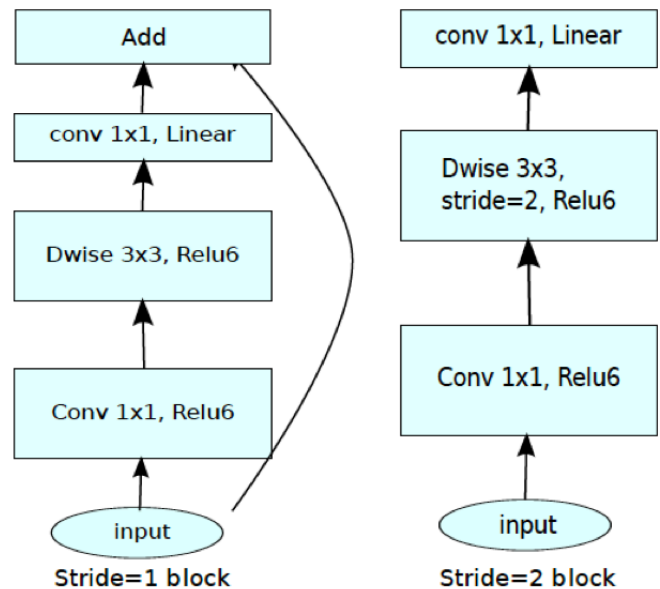 Add
conv 1x1, Linear
Dwise 3x3, Relu6
Conv 1x1, Relu6
input
Stride=1 block
conv 1x1, Linear
Dwise 3x3,
stride=2, Relu6
Conv 1x1, Relu6
input
Stride=2 block